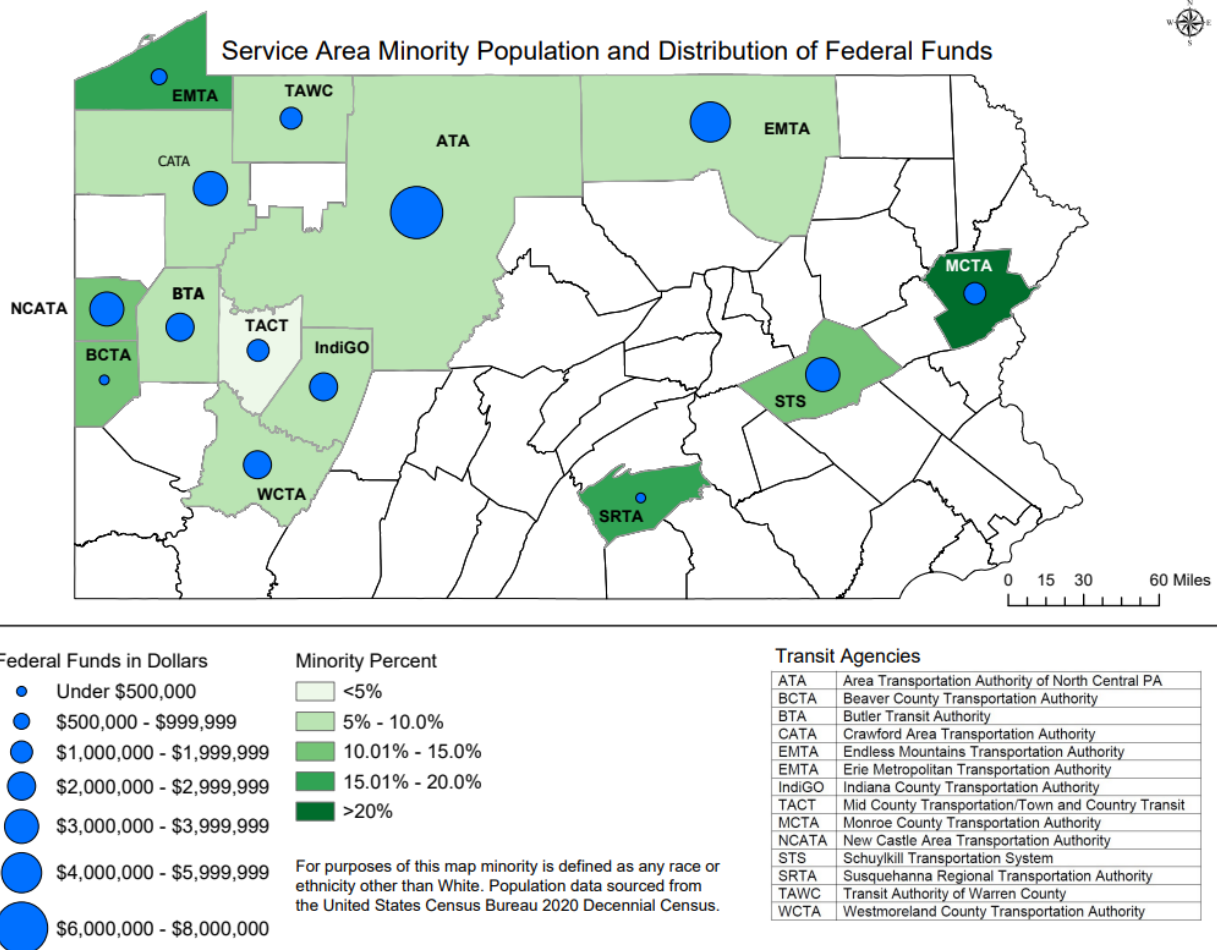 N
W E
S
Service Area Minority Population and Distribution of Federal Funds
EMTA
TAWC
ATA
EMTA
CATA
MCTA
NCATA
BTA
TACT
IndiGO
BCTA
STS
WCTA
SRTA
0 15 30 60 Miles
Federal Funds in Dollars
Under $500,000
$500,000 - $999,999
$1,000,000 - $1,999,999
$2,000,000 - $2,999,999
$3,000,000 - $3,999,999
$4,000,000 - $5,999,999
$6,000,000 - $8,000,000
Minority Percent
<5%
5% - 10.0%
10.01% - 15.0%
15.01% - 20.0%
>20%
For purposes of this map minority is defined as any race or
ethnicity other than White. Population data sourced from
the United States Census Bureau 2020 Decennial Census.
Transit Agencies
ATA Area Transportation Authority of North Central PA
BCTA Beaver County Transportation Authority
BTA Butler Transit Authority
CATA Crawford Area Transportation Authority
EMTA Endless Mountains Transportation Authority
EMTA Erie Metropolitan Transportation Authority
IndiGO Indiana County Transportation Authority
TACT Mid County Transportation/Town and Country Transit
MCTA Monroe County Transportation Authority
NCATA New Castle Area Transportation Authority
STS Schuylkill Transportation System
SRTA Susquehanna Regional Transportation Authority
TAWC Transit Authority of Warren County
WCTA Westmoreland County Transportation Authority